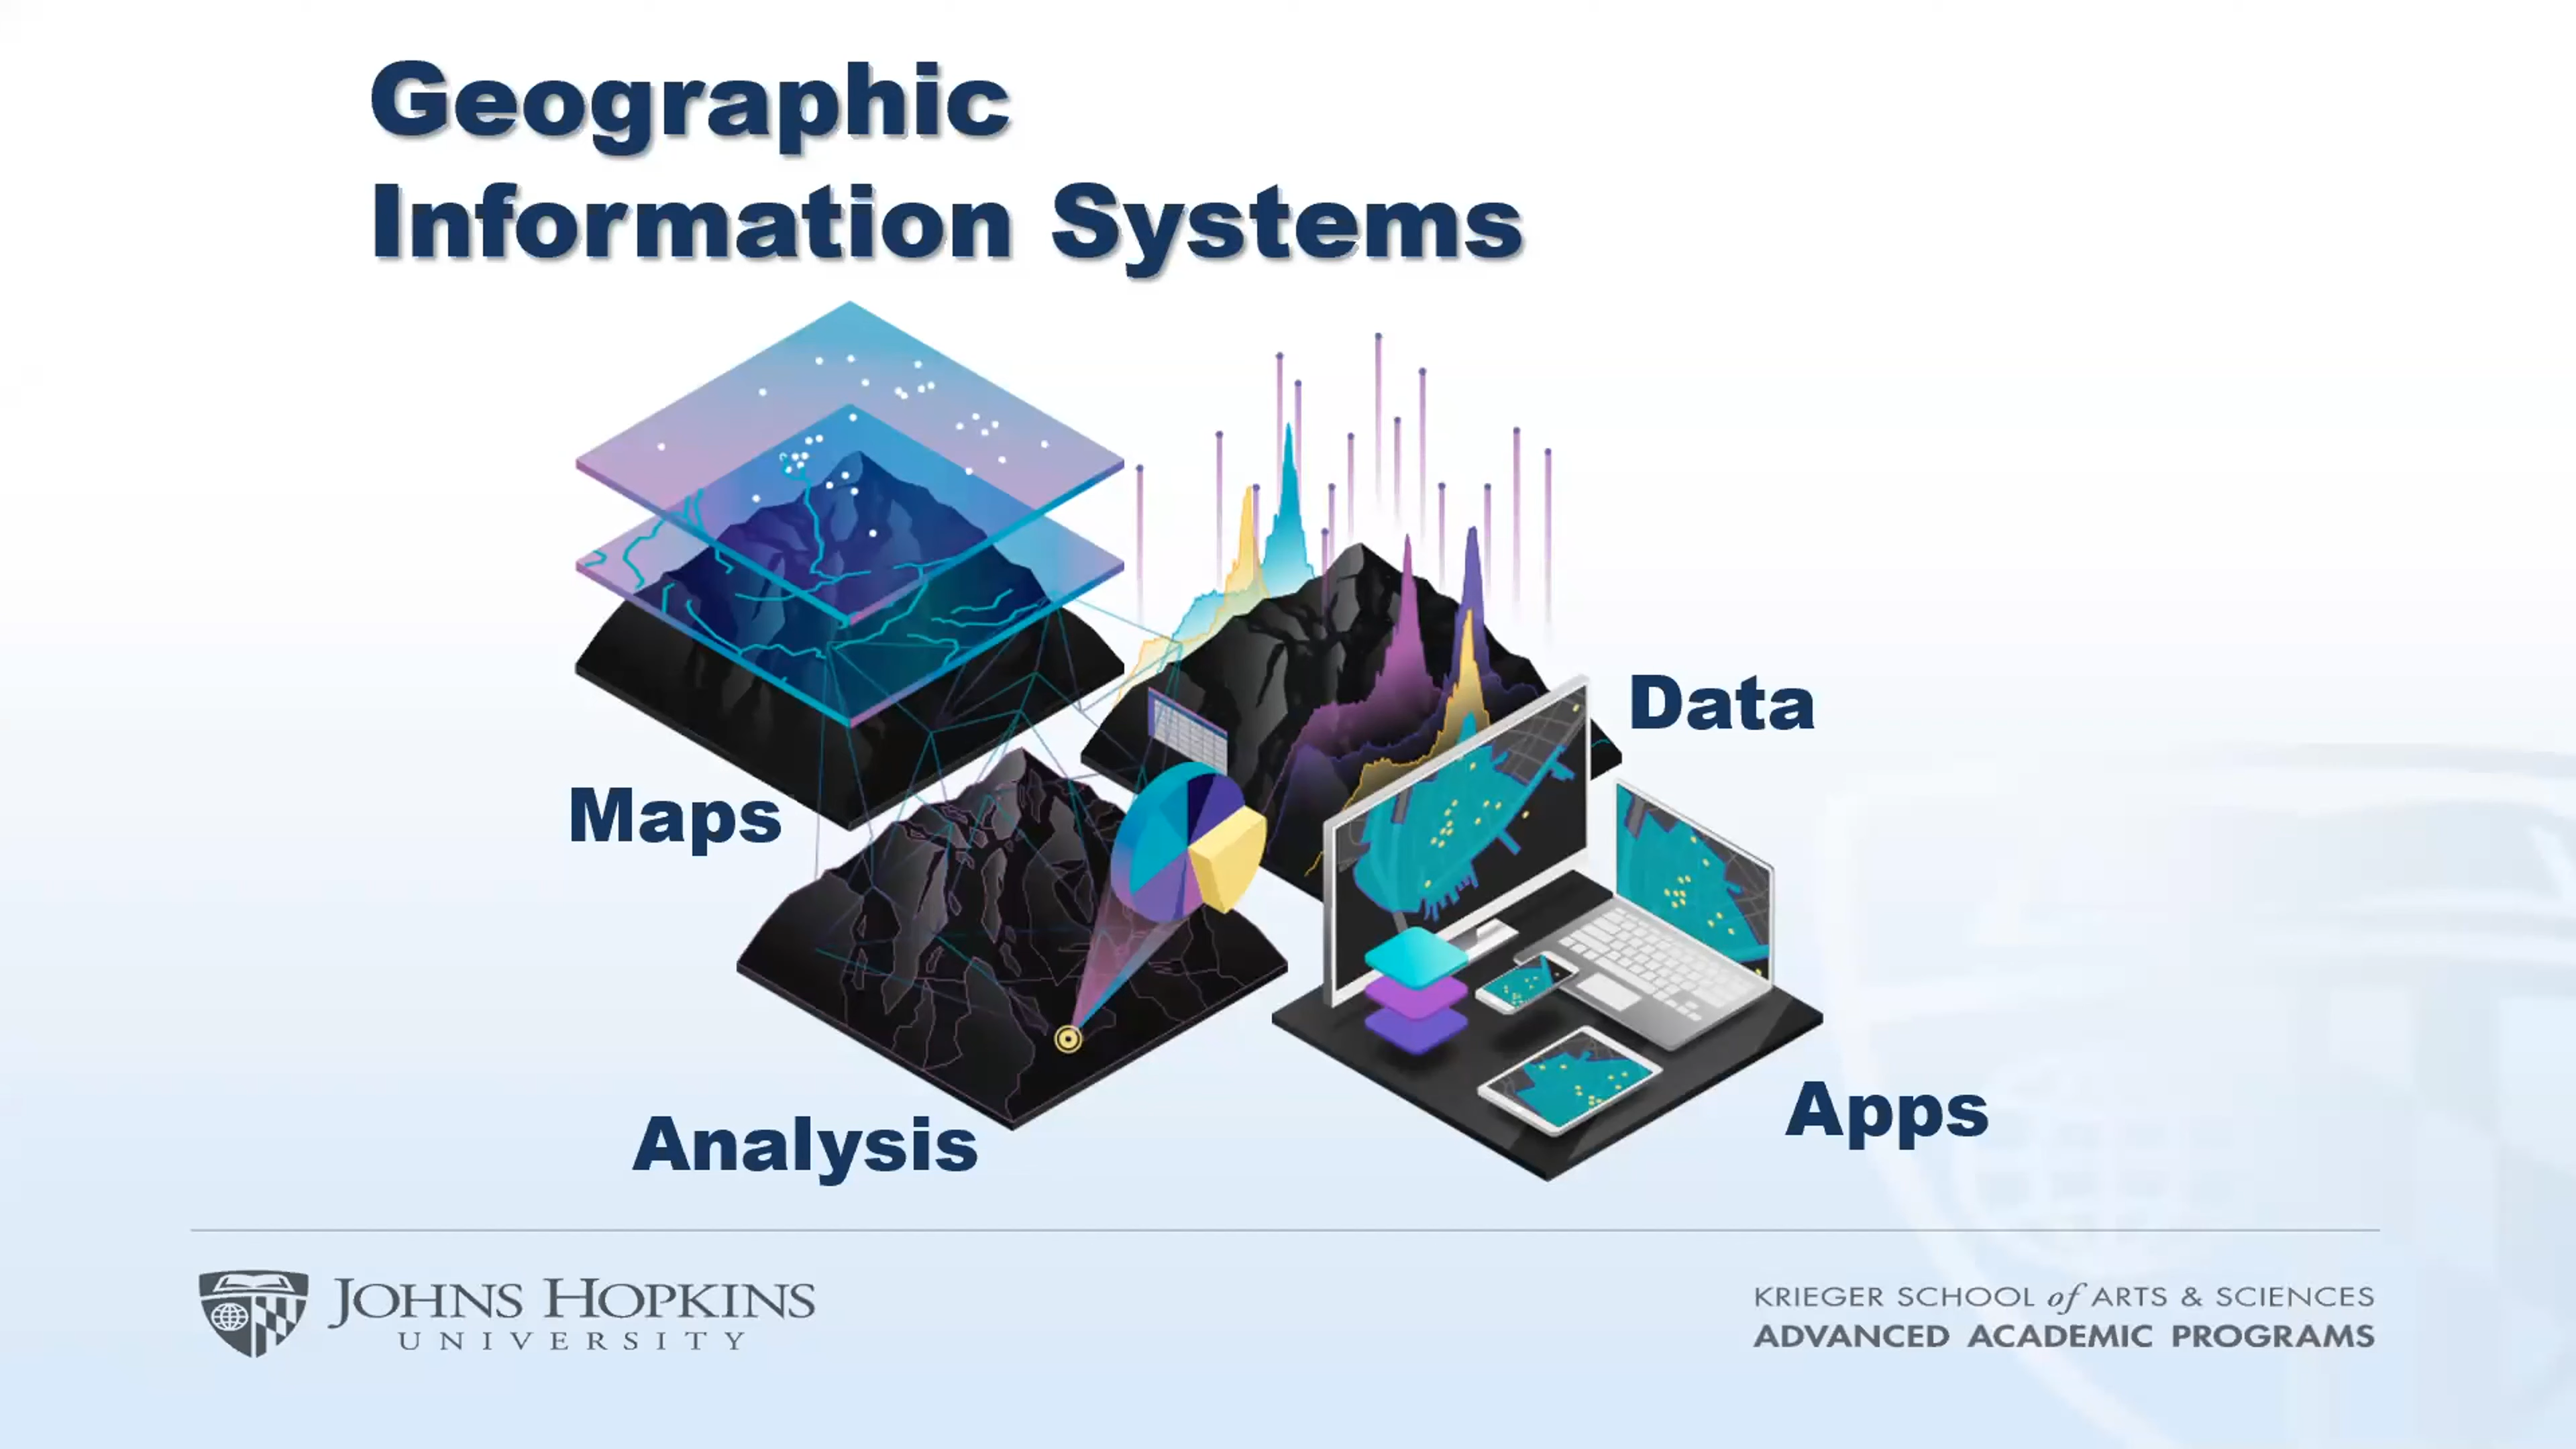 Geographic
Information Systems
Data
Maps
Apps
Analysis
JOHNS HOPKINS
UNIVERSITY
KRIEGER SCHOOL of ARTS & SCIENCES
ADVANCED ACADEMIC PROGRAMS